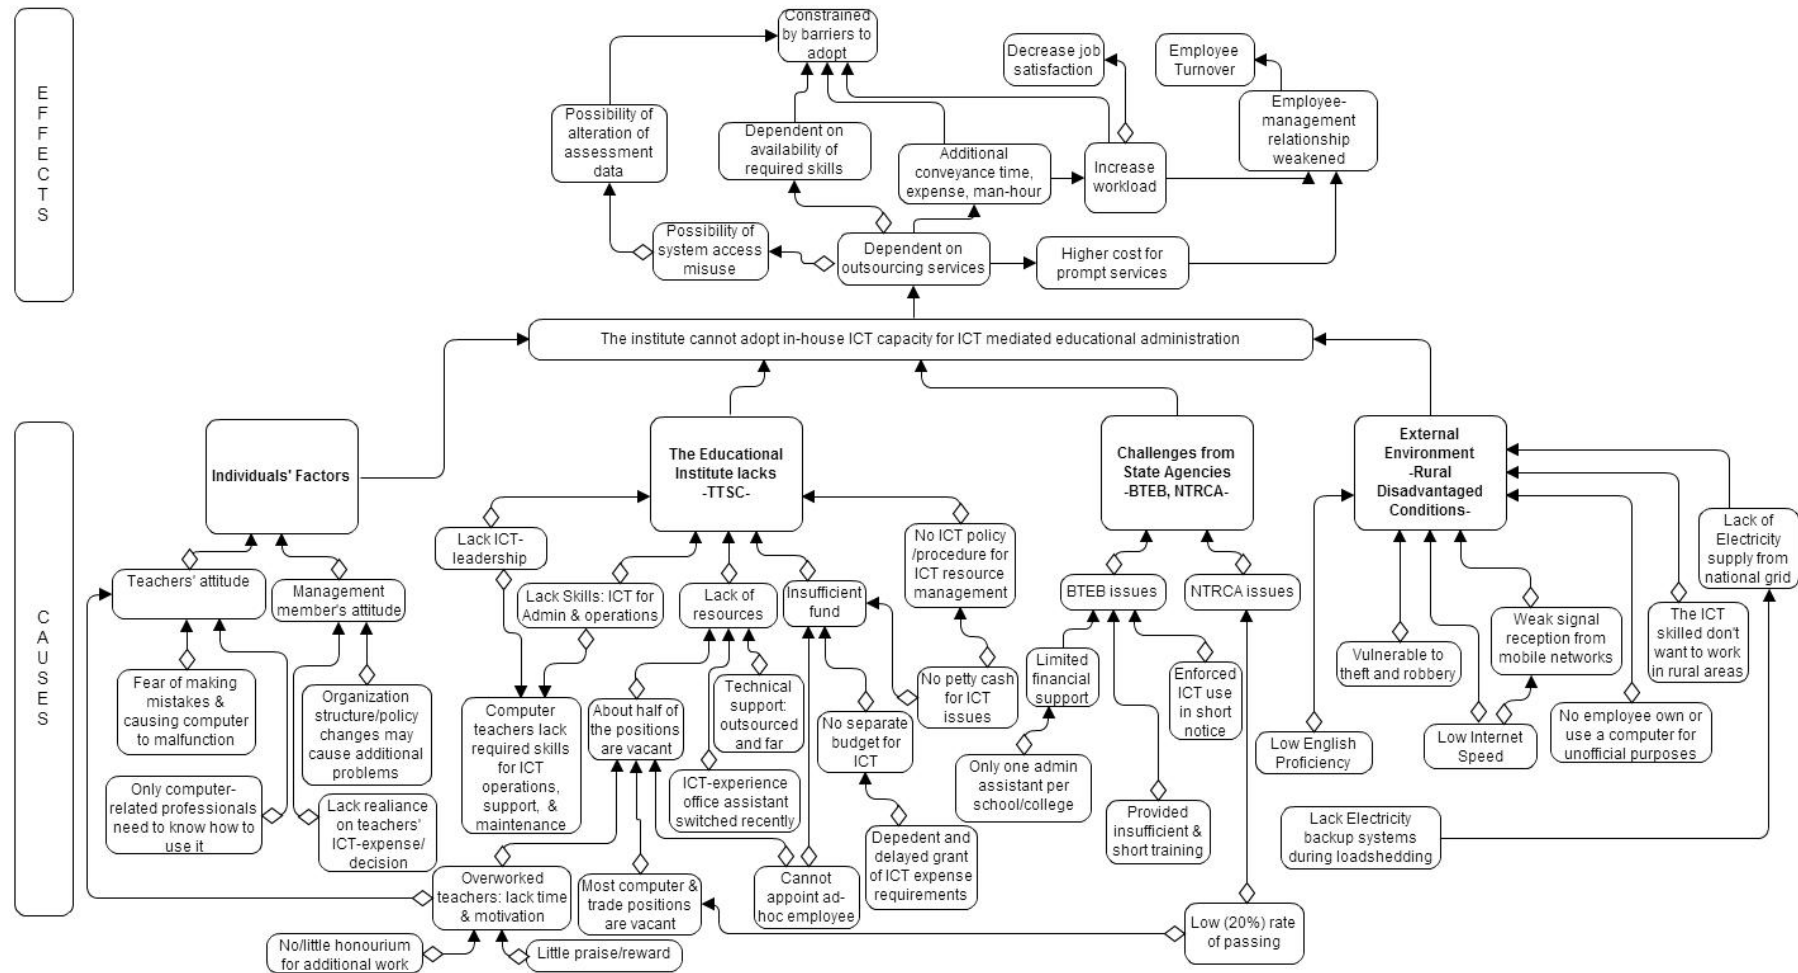 EFFECTS
Constrained
by barriers to
adopt
Decrease job
satisfaction
Employee
Turnover
Possibility of
alteration of
assessment
data
Dependent on
availability of
required skills
Additional
conveyance time,
expense, man-hour
Increase
workload
Employee-
management
relationship
weakened
Possibility of
system access
misuse
Dependent on
outsourcing services
Higher cost for
prompt services
The institute cannot adopt in-house ICT capacity for ICT mediated educational administration
CAUSES
Individuals' Factors
The Educational
Institute lacks
-TTSC-
Challenges from
State Agencies
-BTEB, NTRCA-
External
Environment
-Rural
Disadvantaged
Conditions-
Teachers' attitude
Management
member's attitude
Fear of making
mistakes &
causing computer
to malfunction
Organization
structure/policy
changes may
cause additional
problems
Only computer-
related professionals
need to know how to
use it
Lack realiance
on teachers'
ICT-expense/
decision
Lack ICT-
leadership
Lack Skills: ICT for
Admin & operations
Lack of
resources
Insufficient
fund
No ICT policy
/procedure for
ICT resource
management
Computer
teachers lack
required skills
for ICT
operations,
support, &
maintenance
About half of
the positions
are vacant
Technical
support:
outsourced
and far
ICT-experience
office assistant
switched recently
No separate
budget for
ICT
No petty cash
for ICT
issues
Depedent and
delayed grant
of ICT expense
requirements
Overworked
teachers: lack time
& motivation
Most computer &
trade positions
are vacant
Cannot
appoint ad-
hoc employee
No/little honourium
for additional work
Little praise/reward
BTEB issues
NTRCA issues
Limited
financial
support
Enforced
ICT use
in short
notice
Only one admin
assistant per
school/college
Provided
insufficient &
short training
Low (20%) rate
of passing
Lack of
Electricity
supply from
national grid
Vulnerable to
theft and robbery
Weak signal
reception from
mobile networks
The ICT
skilled don't
want to work
in rural areas
Low English
Proficiency
Low Internet
Speed
No employee own or
use a computer for
unofficial purposes
Lack Electricity
backup systems
during loadshedding